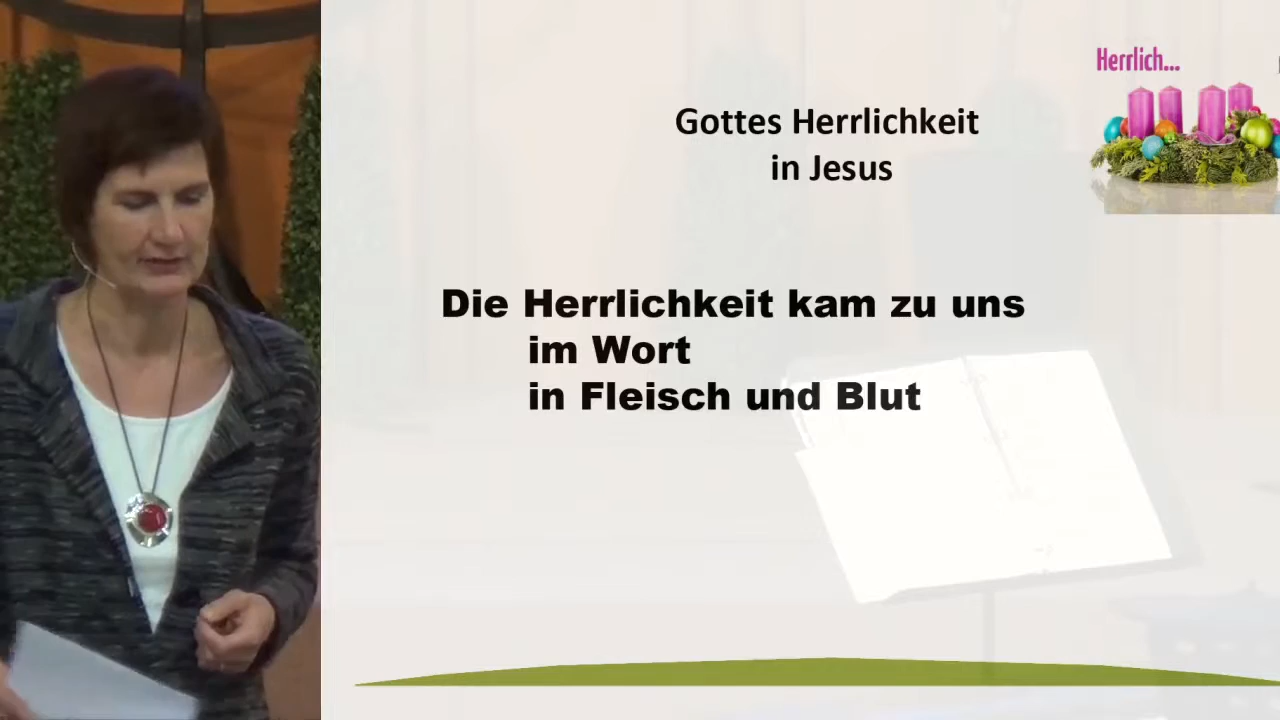 Herrlich...
Gottes Herrlichkeit
in Jesus
Die Herrlichkeit kam zu uns
im Wort
in Fleisch und Blut